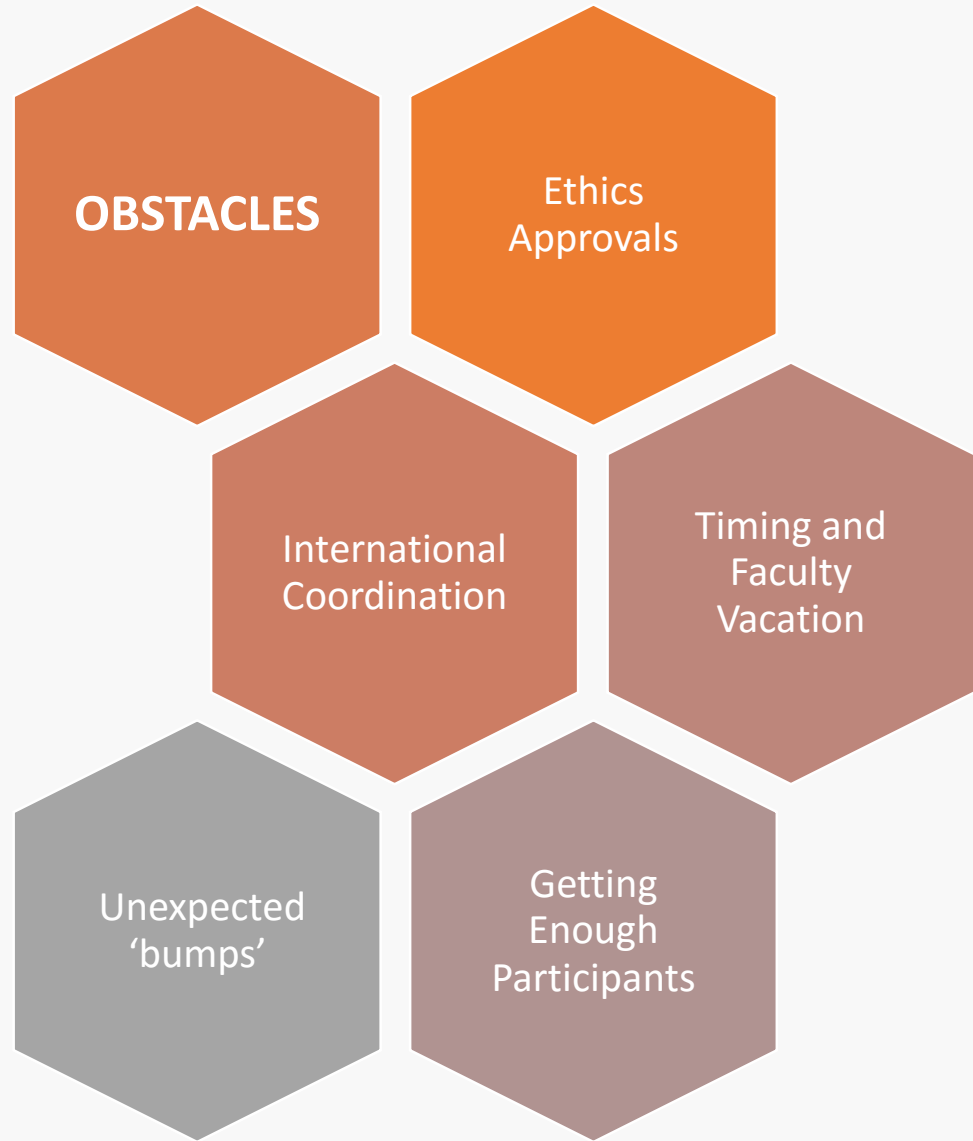 OBSTACLES
Ethics
Approvals
International
Coordination
Timing and
Faculty
Vacation
Unexpected
‘bumps’
Getting
Enough
Participants